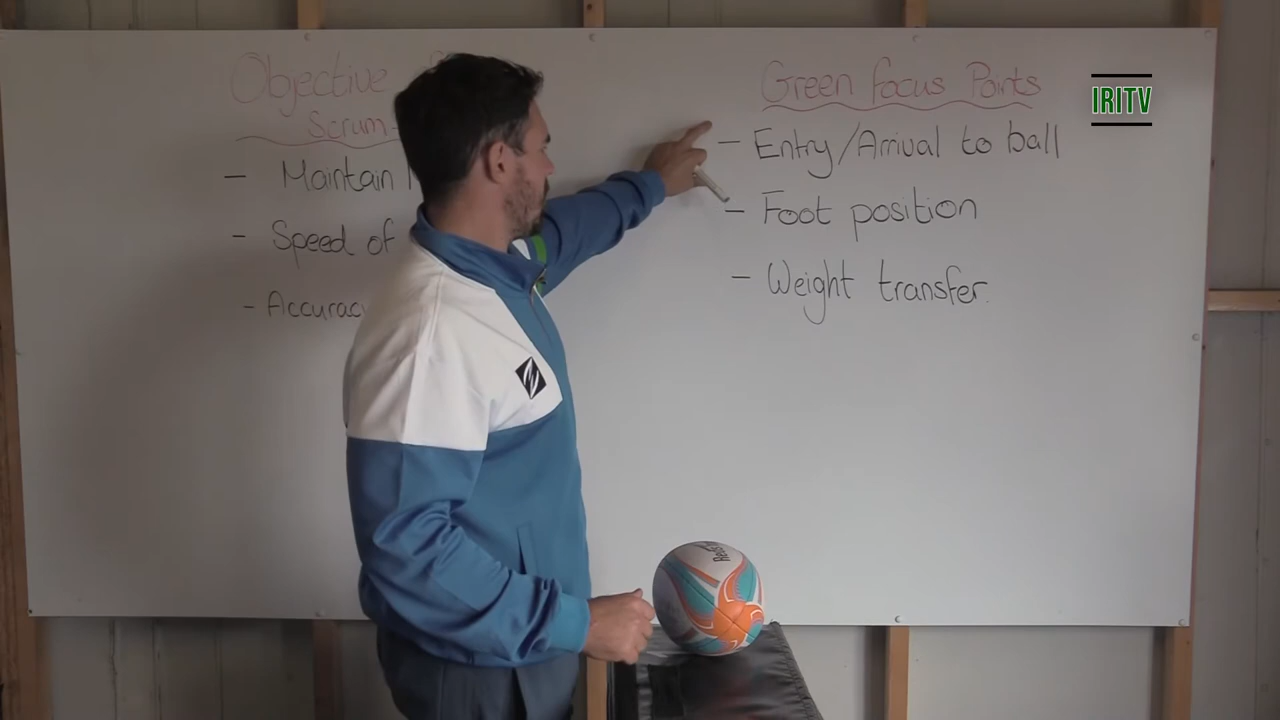 Objective
Scrum-
- Maintain
- Speed of
- Accurac
Green focus Points
- Entry/Arrival to ball
- Foot position
- Weight transfer.
IRITV